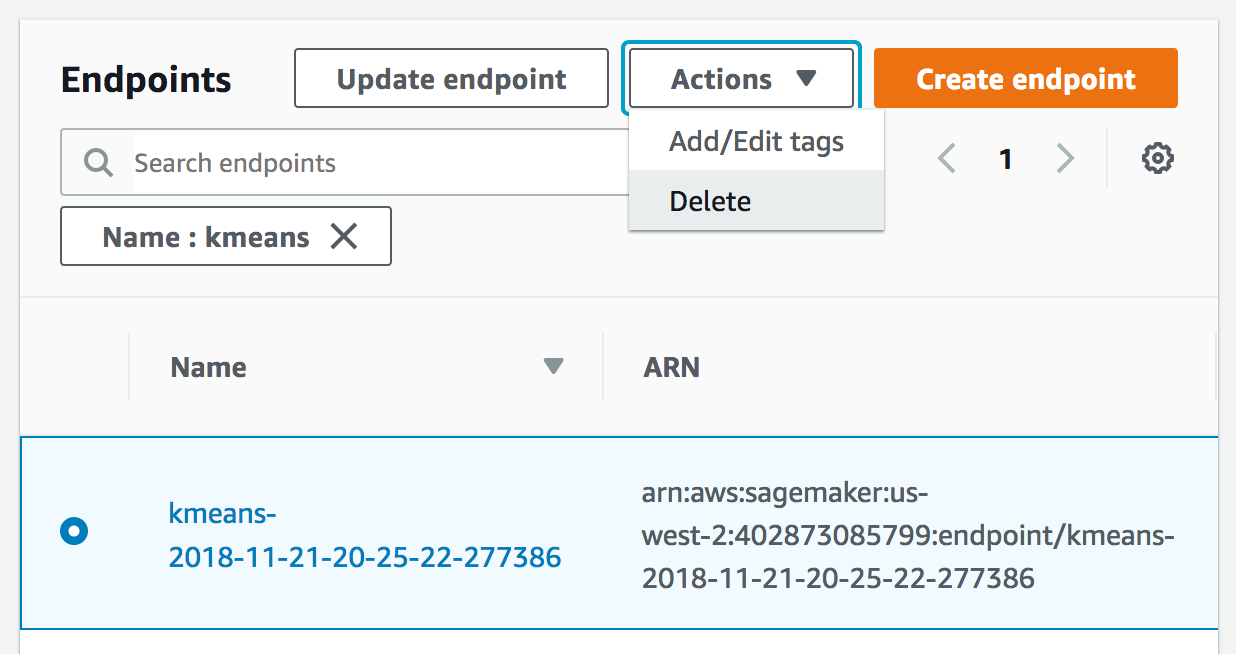 Endpoints
Update endpoint
Actions
Create endpoint
Search endpoints
Add/Edit tags
1
Delete
Name : kmeans
Name
ARN
kmeans-
2018-11-21-20-25-22-277386
arn:aws:sagemaker:us-
west-2:402873085799:endpoint/kmeans-
2018-11-21-20-25-22-277386